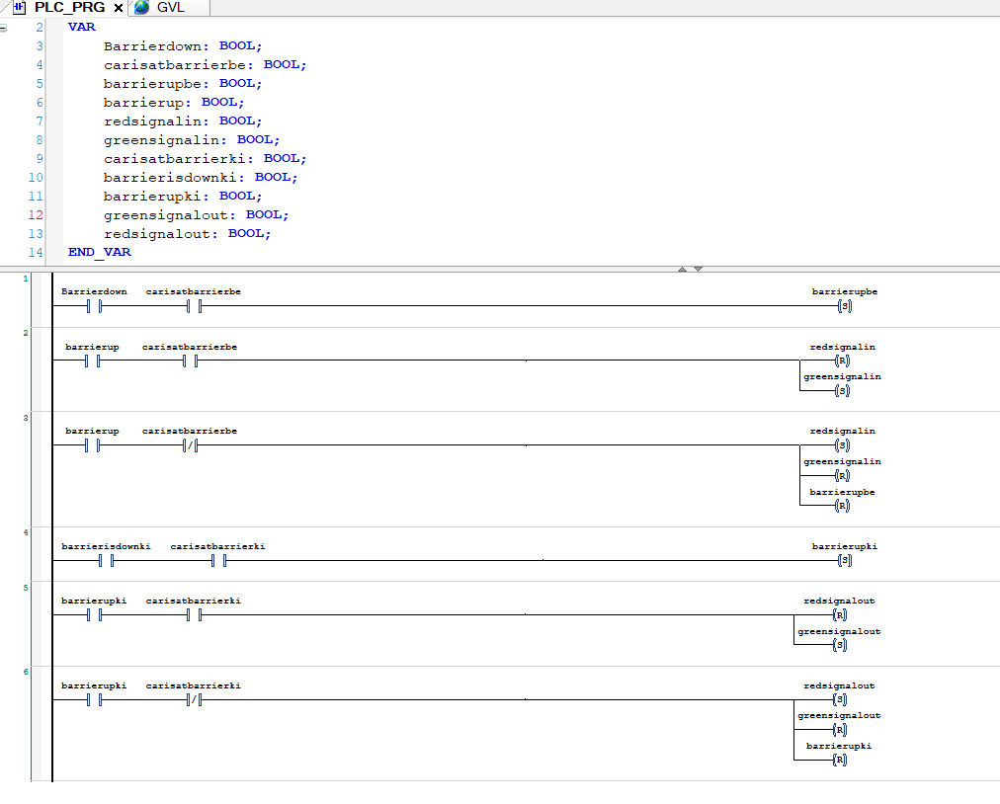 PLC_PRG x GVL
2 VAR
3 Barrierdown: BOOL;
4 carisatbarrierbe: BOOL;
5 barrierupbe: BOOL;
6 barrierup: BOOL;
7 redsignalin: BOOL;
8 greensignalin: BOOL;
9 carisatbarrierki: BOOL;
10 barrierisdownki: BOOL;
11 barrierupki: BOOL;
12 greensignalout: BOOL;
13 redsignalout: BOOL;
14 END_VAR
1
Barrierdown carisatbarrierbe barrierupbe
S
2
barrierup carisatbarrierbe redsignalin
R
greensignalin
S
3
barrierup carisatbarrierbe redsignalin
/ S
greensignalin
R
barrierupbe
R
4
barrierisdownki carisatbarrierki barrierupki
S
5
barrierupki carisatbarrierki redsignalout
R
greensignalout
S
6
barrierupki carisatbarrierki redsignalout
/ S
greensignalout
R
barrierupki
R